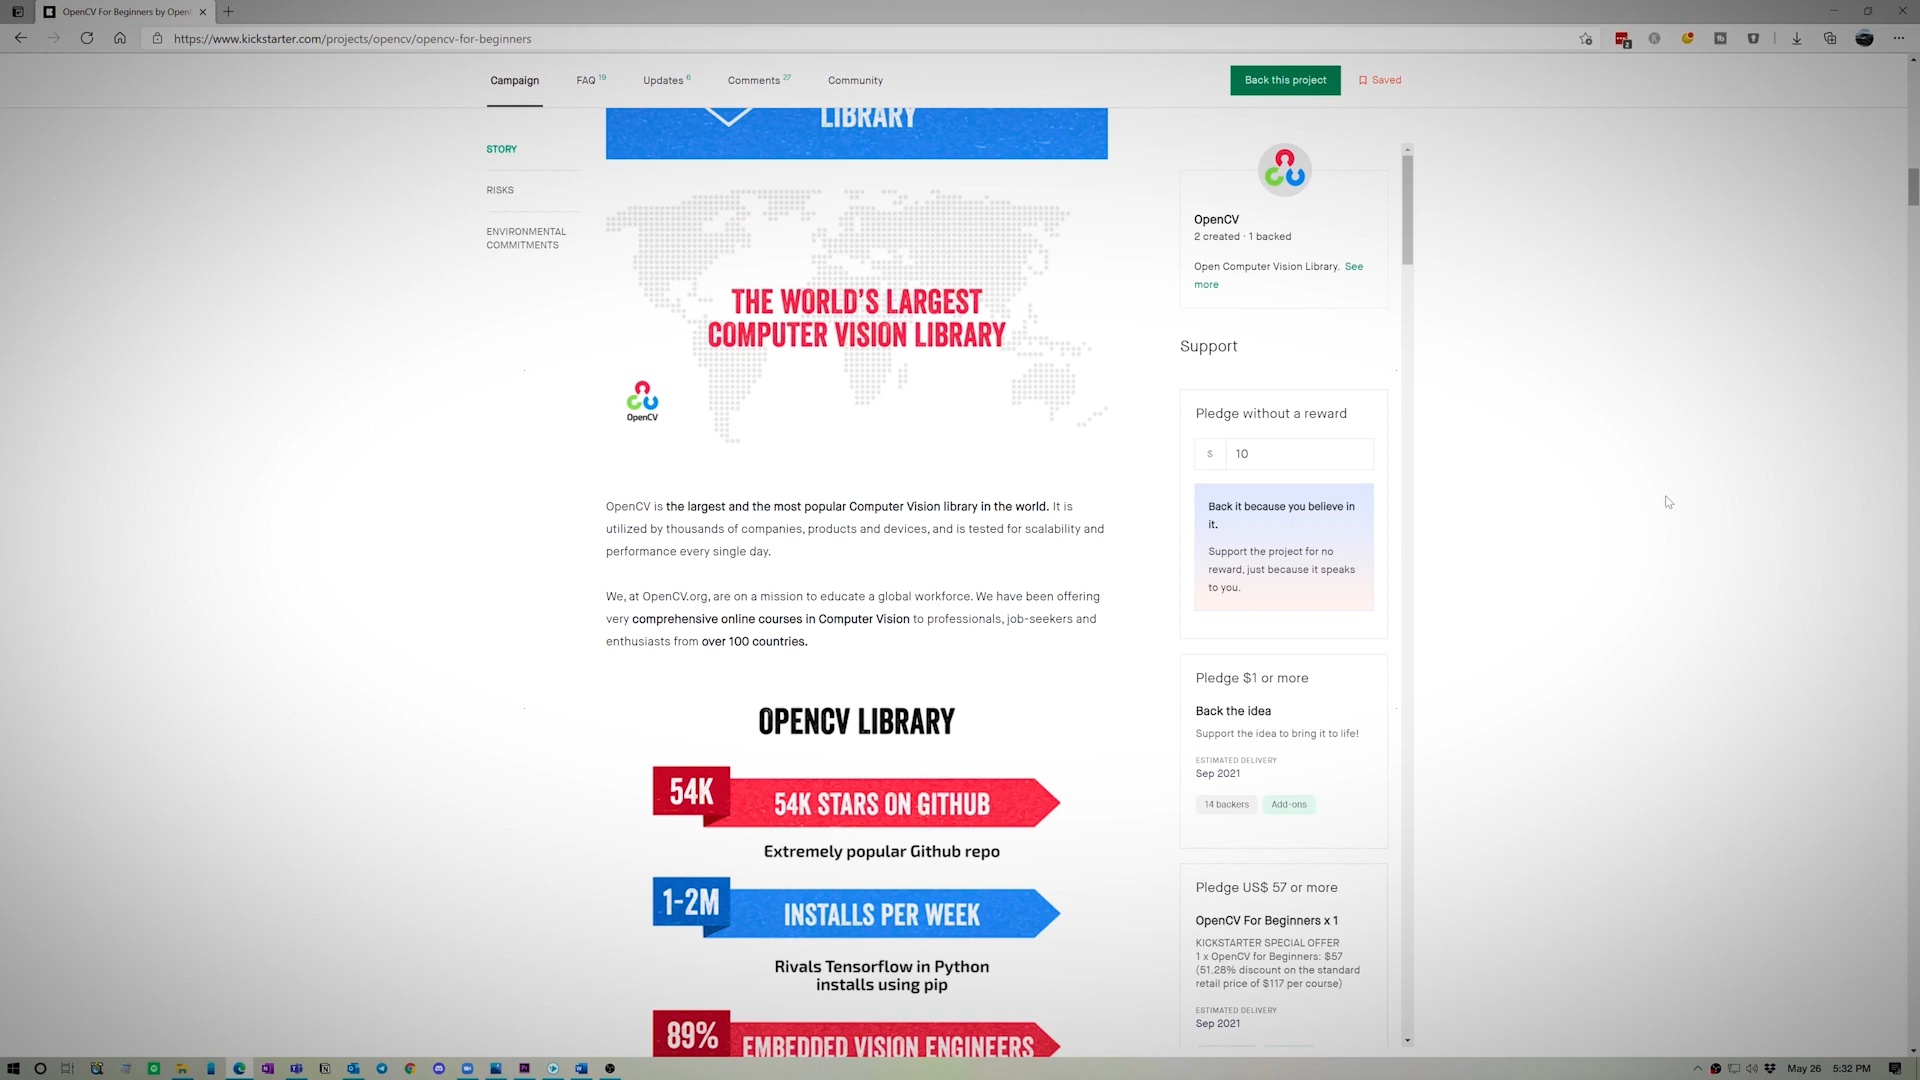 OpenCV For Beginners by Open
https://www.kickstarter.com/projects/opencv/opencv-for-beginners
2
Campaign
FAQ 19
Updates 6
Comments 27
Community
Back this project
Saved
LIBRARY
STORY
RISKS
ENVIRONMENTAL
COMMITMENTS
THE WORLD'S LARGEST
COMPUTER VISION LIBRARY
OpenCV
OpenCV is the largest and the most popular Computer Vision library in the world. It is
utilized by thousands of companies, products and devices, and is tested for scalability and
performance every single day.
We, at OpenCV.org, are on a mission to educate a global workforce. We have been offering
very comprehensive online courses in Computer Vision to professionals, job-seekers and
enthusiasts from over 100 countries.
OPENCV LIBRARY
54K
54K STARS ON GITHUB
Extremely popular Github repo
1-2M
INSTALLS PER WEEK
Rivals Tensorflow in Python
installs using pip
89%
EMBEDDED VISION ENGINEERS
OpenCV
2 created · 1 backed
Open Computer Vision Library. See
more
Support
Pledge without a reward
$ 10
Back it because you believe in
it.
Support the project for no
reward, just because it speaks
to you.
Pledge $1 or more
Back the idea
Support the idea to bring it to life!
ESTIMATED DELIVERY
Sep 2021
14 backers
Add-ons
Pledge US$ 57 or more
OpenCV For Beginners x 1
KICKSTARTER SPECIAL OFFER
1 x OpenCV for Beginners: $57
(51.28% discount on the standard
retail price of $117 per course)
ESTIMATED DELIVERY
Sep 2021
May 26
5:32 PM